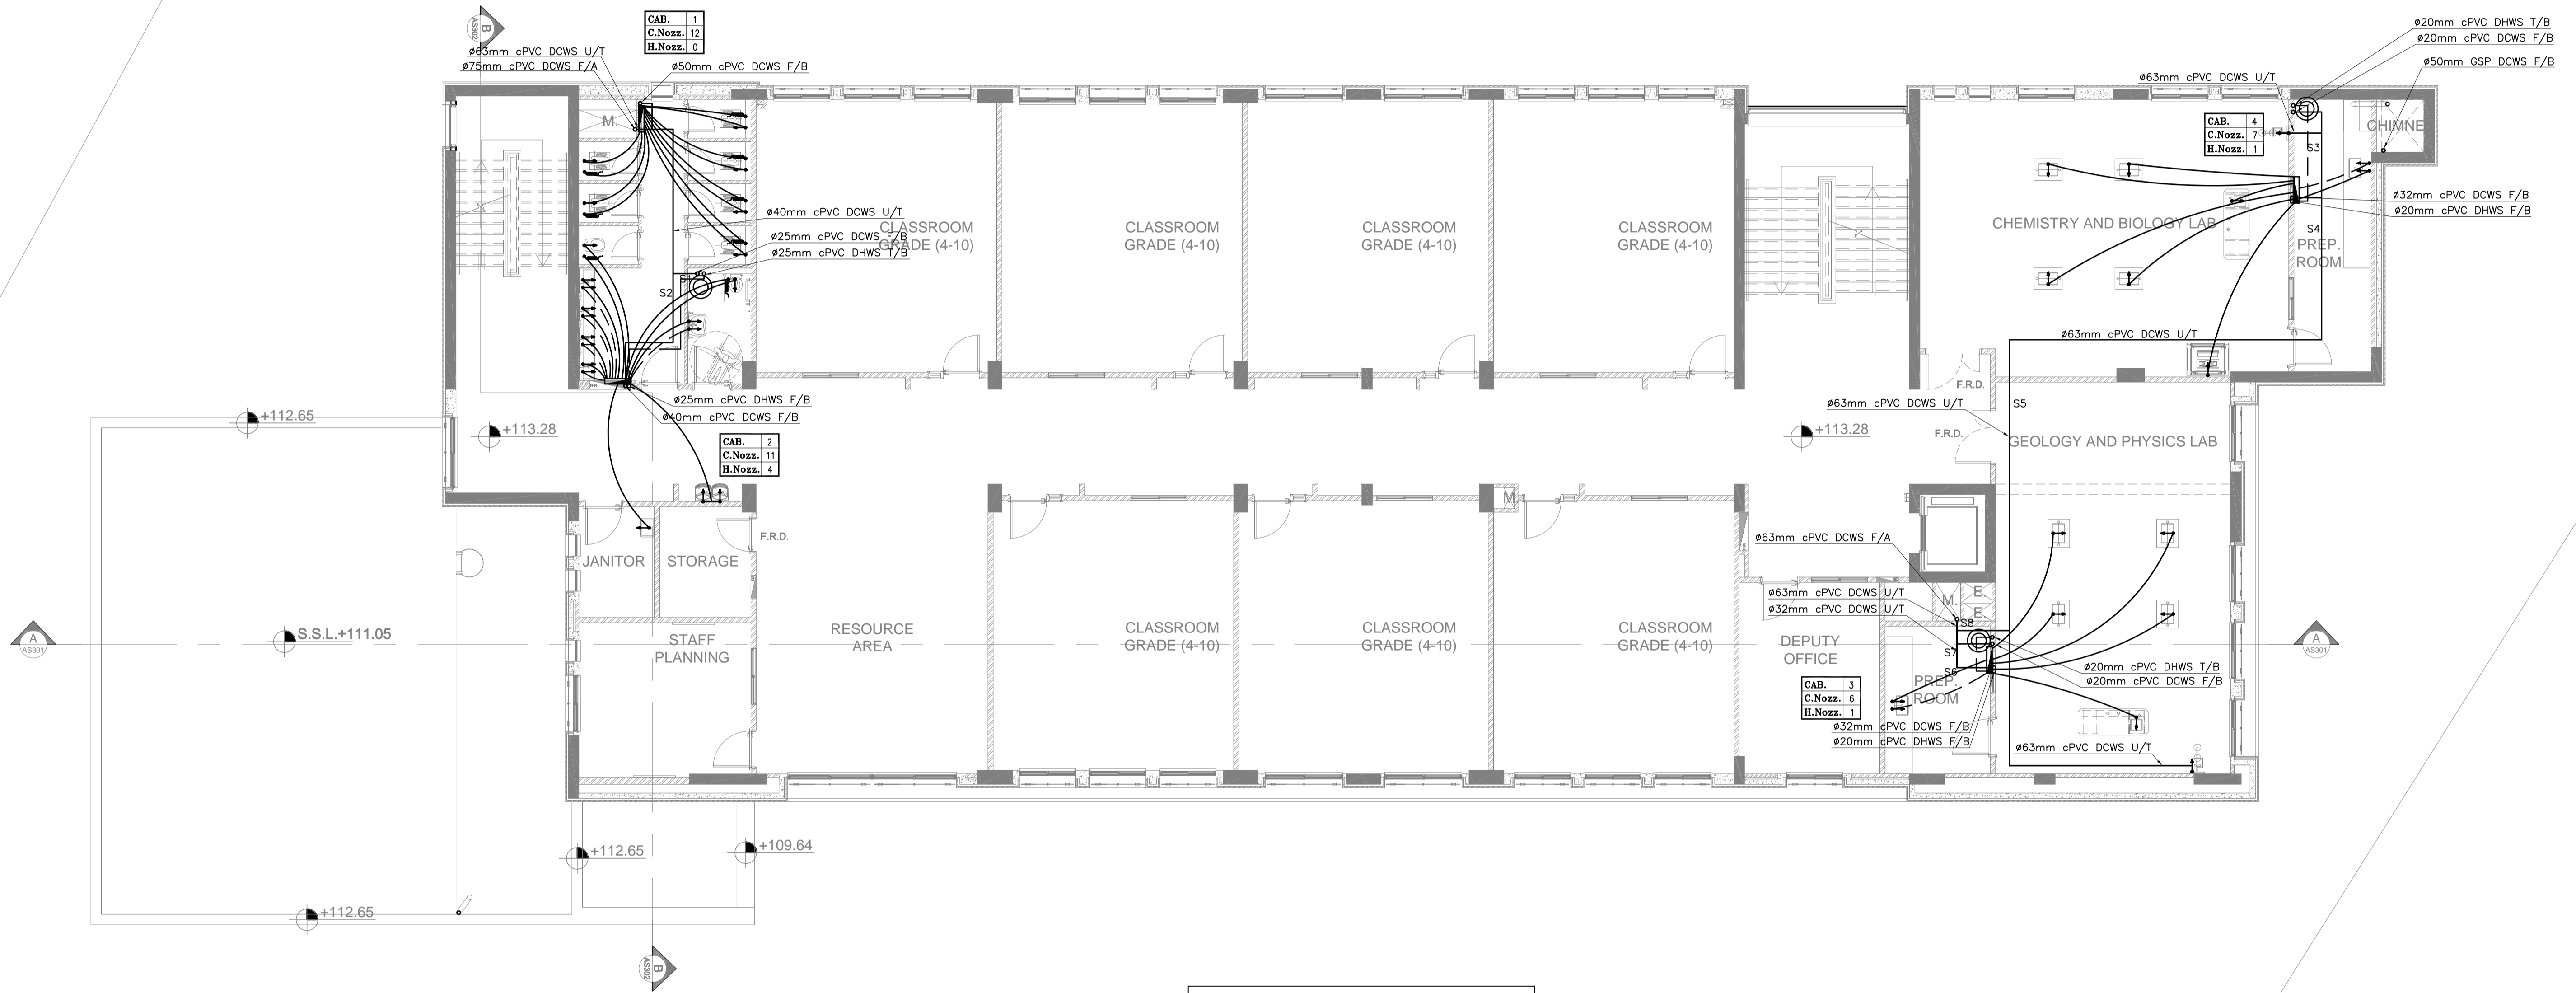 B
AS302
CAB. 1
C.Nozz. 12
H.Nozz. 0
ø63mm cPVC DCWS U/T
ø75mm cPVC DCWS F/A
ø50mm cPVC DCWS F/B
ø20mm cPVC DHWS T/B
ø20mm cPVC DCWS F/B
ø50mm GSP DCWS F/B
ø63mm cPVC DCWS U/T
M.
CAB. 4
C.Nozz. 7
H.Nozz. 1
CHIMNE
S3
ø32mm cPVC DCWS F/B
ø20mm cPVC DHWS F/B
ø40mm cPVC DCWS U/T
ø25mm cPVC DCWS F/B
ø25mm cPVC DHWS T/B
CLASSROOM
GRADE (4-10)
CLASSROOM
GRADE (4-10)
CLASSROOM
GRADE (4-10)
CLASSROOM
GRADE (4-10)
CHEMISTRY AND BIOLOGY LAB
S4
PREP.
ROOM
S1
S2
ø63mm cPVC DCWS U/T
F.R.D.
ø25mm cPVC DHWS F/B
ø40mm cPVC DCWS F/B
ø63mm cPVC DCWS U/T
S5
+112.65
+113.28
+113.28
F.R.D.
GEOLOGY AND PHYSICS LAB
CAB. 2
C.Nozz. 11
H.Nozz. 4
M.
F.R.D.
JANITOR
STORAGE
ø63mm cPVC DCWS F/A
ø63mm cPVC DCWS U/T
ø32mm cPVC DCWS U/T
M.
E.
E.
S8
A
AS301
S.S.L.+111.05
STAFF
PLANNING
RESOURCE
AREA
CLASSROOM
GRADE (4-10)
CLASSROOM
GRADE (4-10)
CLASSROOM
GRADE (4-10)
DEPUTY
OFFICE
S7
S6
A
AS301
ø20mm cPVC DHWS T/B
ø20mm cPVC DCWS F/B
CAB. 3
C.Nozz. 6
H.Nozz. 1
PREP.
ROOM
ø32mm cPVC DCWS F/B
ø20mm cPVC DHWS F/B
ø63mm cPVC DCWS U/T
+112.65
+109.64
+112.65
B
AS302